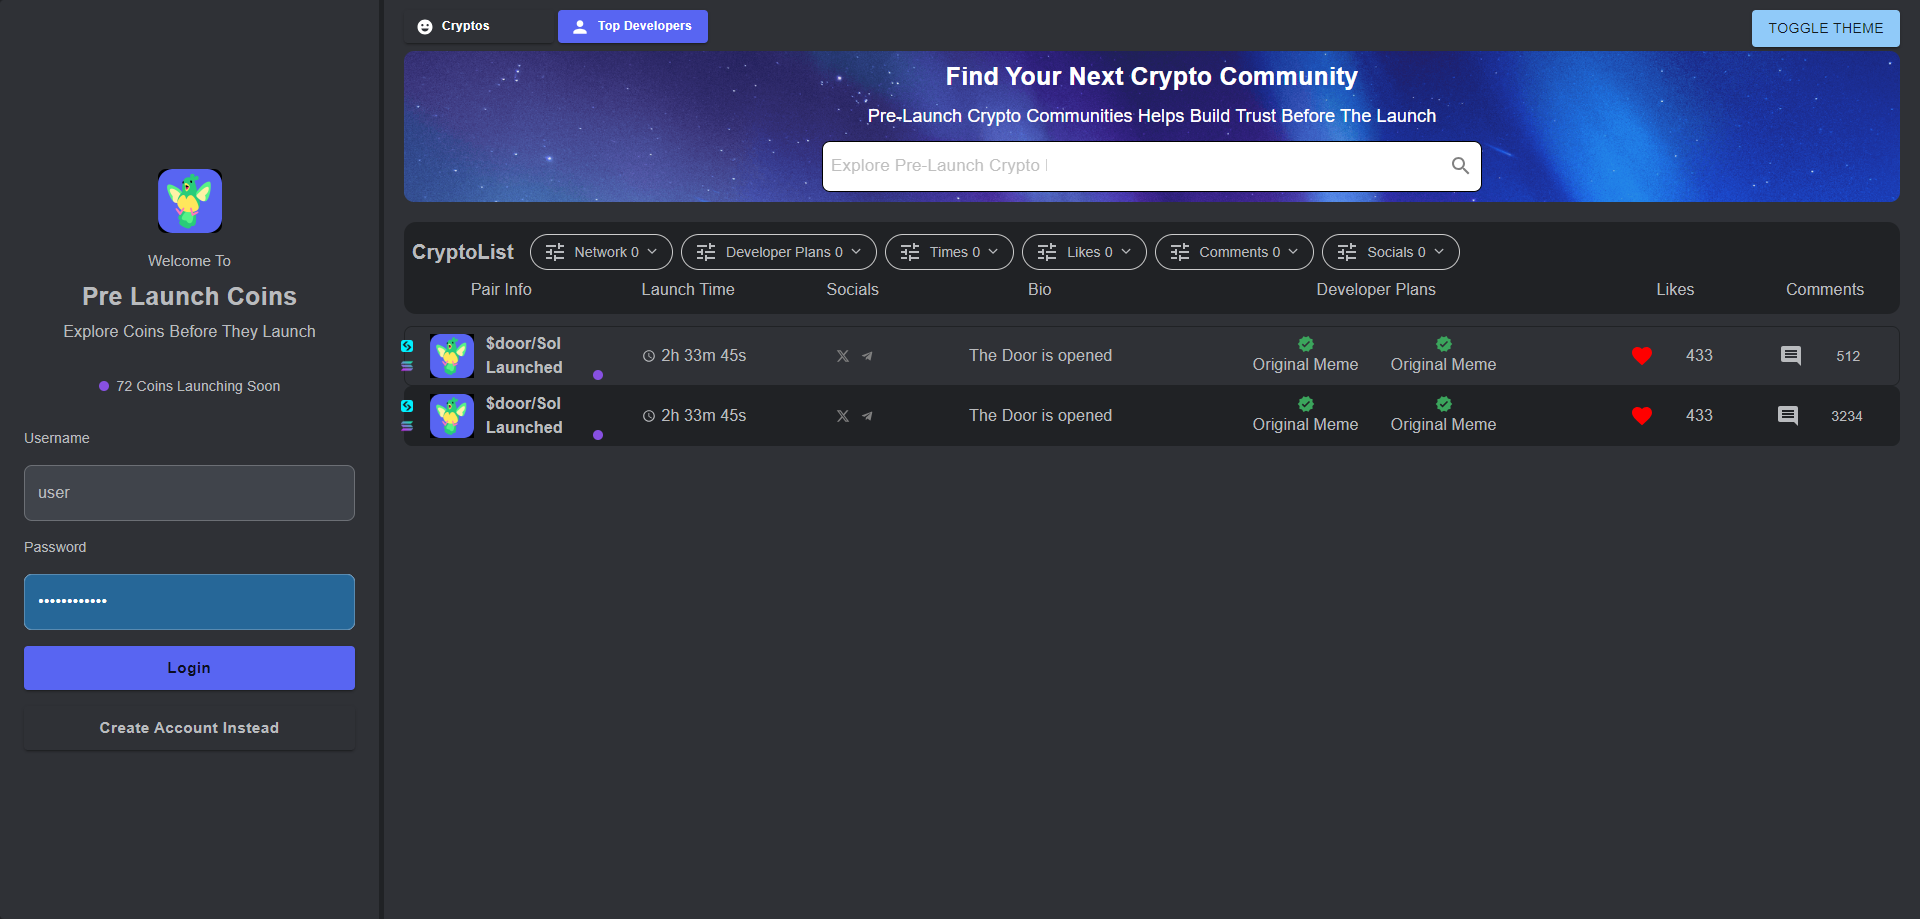 Cryptos
Top Developers
TOGGLE THEME
Find Your Next Crypto Community
Pre-Launch Crypto Communities Helps Build Trust Before The Launch
Explore Pre-Launch Crypto |
Welcome To
Pre Launch Coins
Explore Coins Before They Launch
72 Coins Launching Soon
Username
user
Password
••••••••••••
Login
Create Account Instead
CryptoList
Network 0
Developer Plans 0
Times 0
Likes 0
Comments 0
Socials 0
Pair Info
Launch Time
Socials
Bio
Developer Plans
Likes
Comments
$door/Sol
Launched
2h 33m 45s
The Door is opened
Original Meme
Original Meme
433
512
$door/Sol
Launched
2h 33m 45s
The Door is opened
Original Meme
Original Meme
433
3234